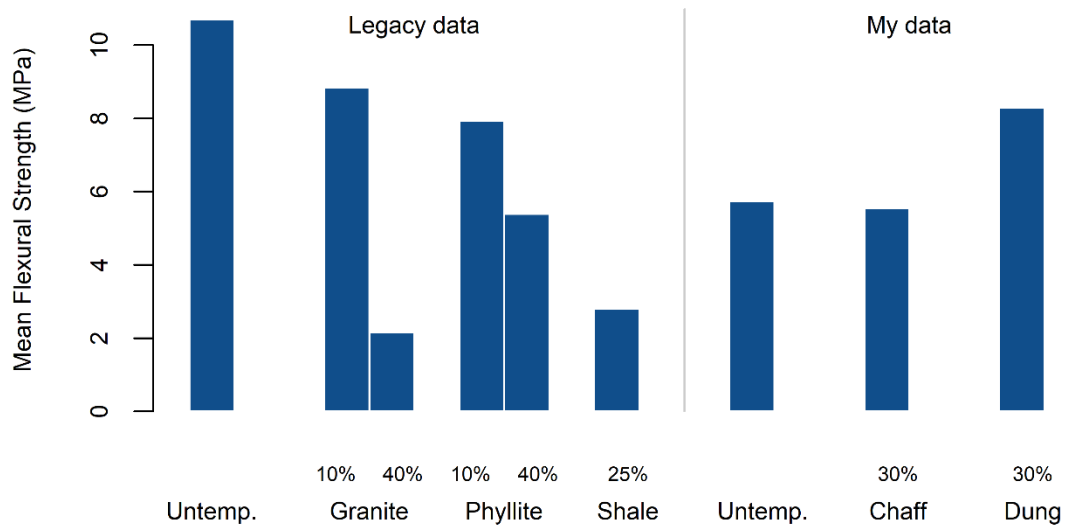 Legacy data
My data
Mean Flexural Strength (MPa)
10
8
6
4
2
0
10% 40% 10% 40% 25% 30% 30%
Untemp. Granite Phyllite Shale Untemp. Chaff Dung